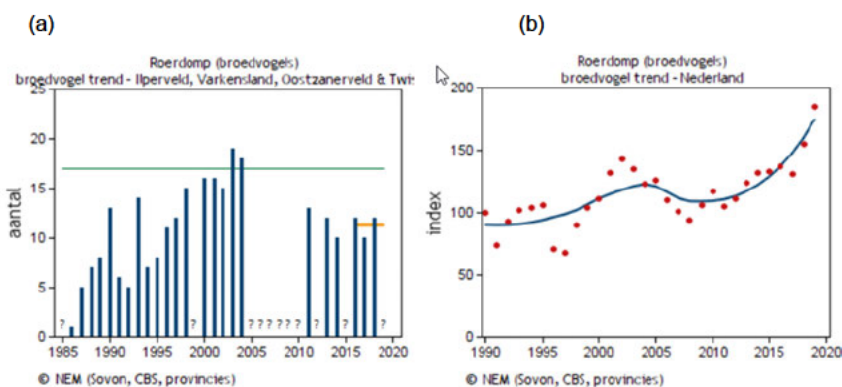 (a)
(b)
Roerdomp (broedvogels)
broedvogel trend - Ilperveld, Varkensland, Oostzanerveld & Twis
aantal
25
20
15
10
5
0
? ? ? ? ? ? ? ? ? ?
1985 1990 1995 2000 2005 2010 2015 2020
© NEM (Sovon, CBS, provincies)
Roerdomp (broedvogels)
broedvogel trend - Nederland
index
200
150
100
50
0
1990 1995 2000 2005 2010 2015 2020
© NEM (Sovon, CBS, provincies)